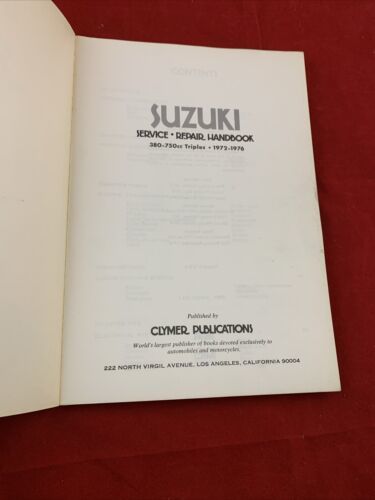 SUZUKI
SERVICE • REPAIR HANDBOOK
380-750cc Triples • 1972-1976
Published by
CLYMER PUBLICATIONS
World's largest publisher of books devoted exclusively to
automobiles and motorcycles.
222 NORTH VIRGIL AVENUE, LOS ANGELES, CALIFORNIA 90004
CONTENTS